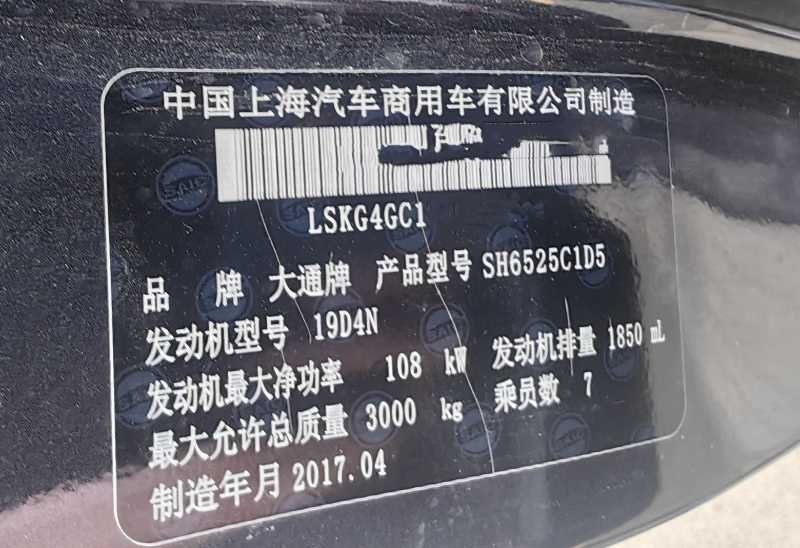 中国上海汽车商用车有限公司制造
LSKG4GC1
品 牌 大通牌 产品型号 SH6525C1D5
发动机型号 19D4N
发动机最大净功率 108 kW 发动机排量 1850 mL
最大允许总质量 3000 kg 乘员数 7
制造年月 2017.04